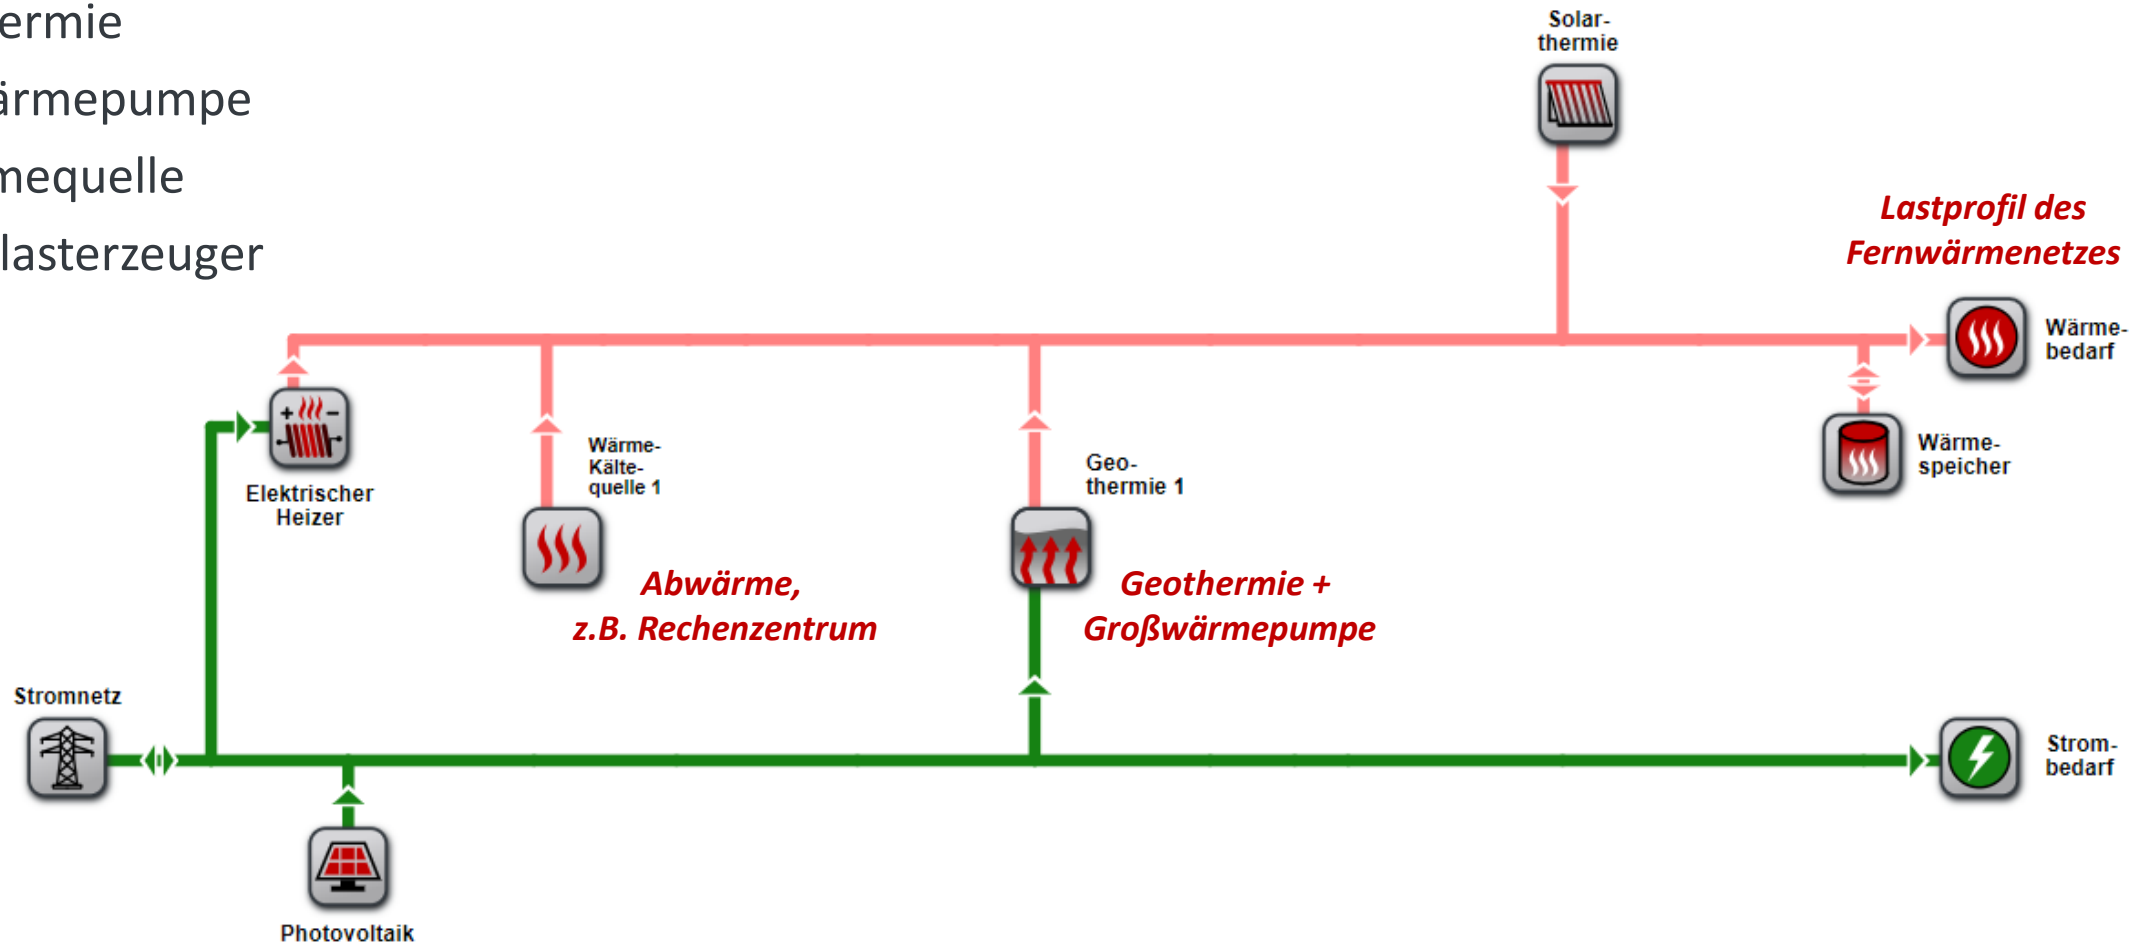 ermie
ärmepumpe
mequelle
lasterzeuger
Solar-
thermie
Lastprofil des
Fernwärmenetzes
Wärme-
bedarf
Wärme-
speicher
Elektrischer
Heizer
Wärme-
Kälte-
quelle 1
Geo-
thermie 1
Abwärme,
z.B. Rechenzentrum
Geothermie +
Großwärmepumpe
Stromnetz
Strom-
bedarf
Photovoltaik